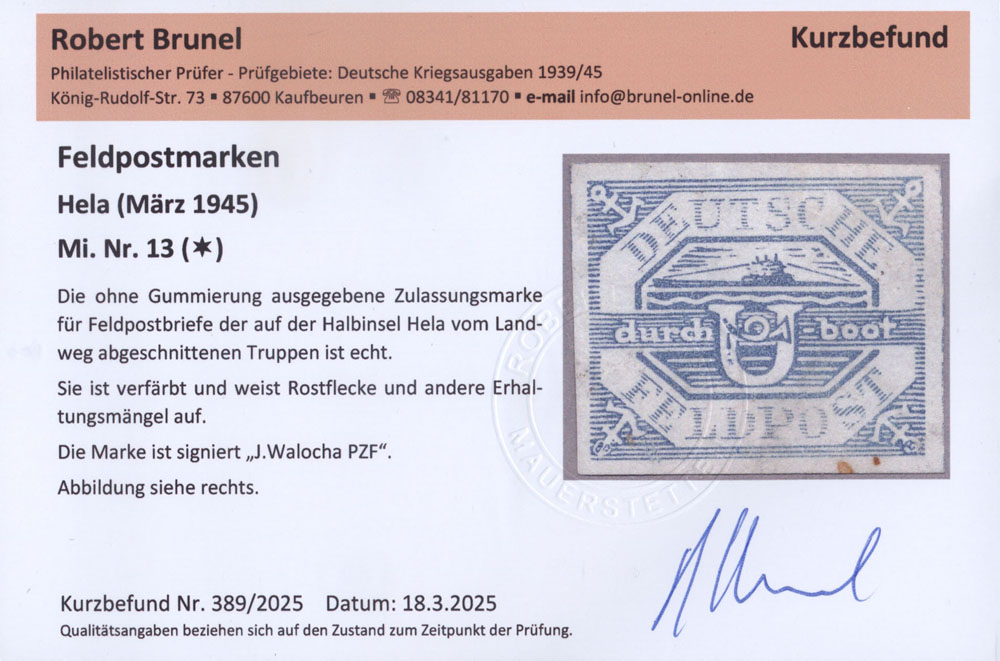 Robert Brunel
Kurzbefund
Philatelistischer Prüfer - Prüfgebiete: Deutsche Kriegsausgaben 1939/45
König-Rudolf-Str. 73 ▪ 87600 Kaufbeuren ▪ ☏ 08341/81170 ▪ e-mail info@brunel-online.de
Feldpostmarken
Hela (März 1945)
Mi. Nr. 13 (✶)
Die ohne Gummierung ausgegebene Zulassungsmarke
für Feldpostbriefe der auf der Halbinsel Hela vom Land-
weg abgeschnittenen Truppen ist echt.
Sie ist verfärbt und weist Rostflecke und andere Erhal-
tungsmängel auf.
Die Marke ist signiert „J.Walocha PZF“.
Abbildung siehe rechts.
DEUTSCHE
durch U-boot
FELDPOST
Kurzbefund Nr. 389/2025 Datum: 18.3.2025
Qualitätsangaben beziehen sich auf den Zustand zum Zeitpunkt der Prüfung.